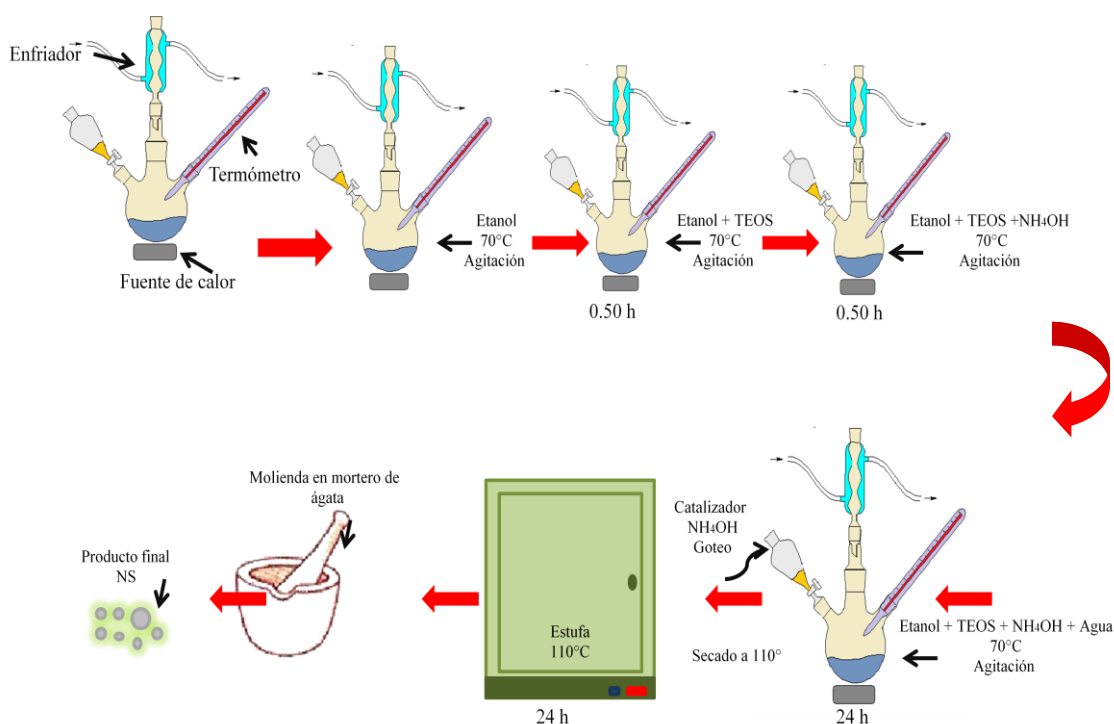 Enfriador
Termómetro
Fuente de calor
Etanol
70°C
Agitación
Etanol + TEOS
70°C
Agitación
0.50 h
Etanol + TEOS +NH4OH
70°C
Agitación
0.50 h
Catalizador
NH4OH
Goteo
Etanol + TEOS + NH4OH + Agua
70°C
Agitación
24 h
Secado a 110°
Estufa
110°C
24 h
Molienda en mortero de
ágata
Producto final
NS